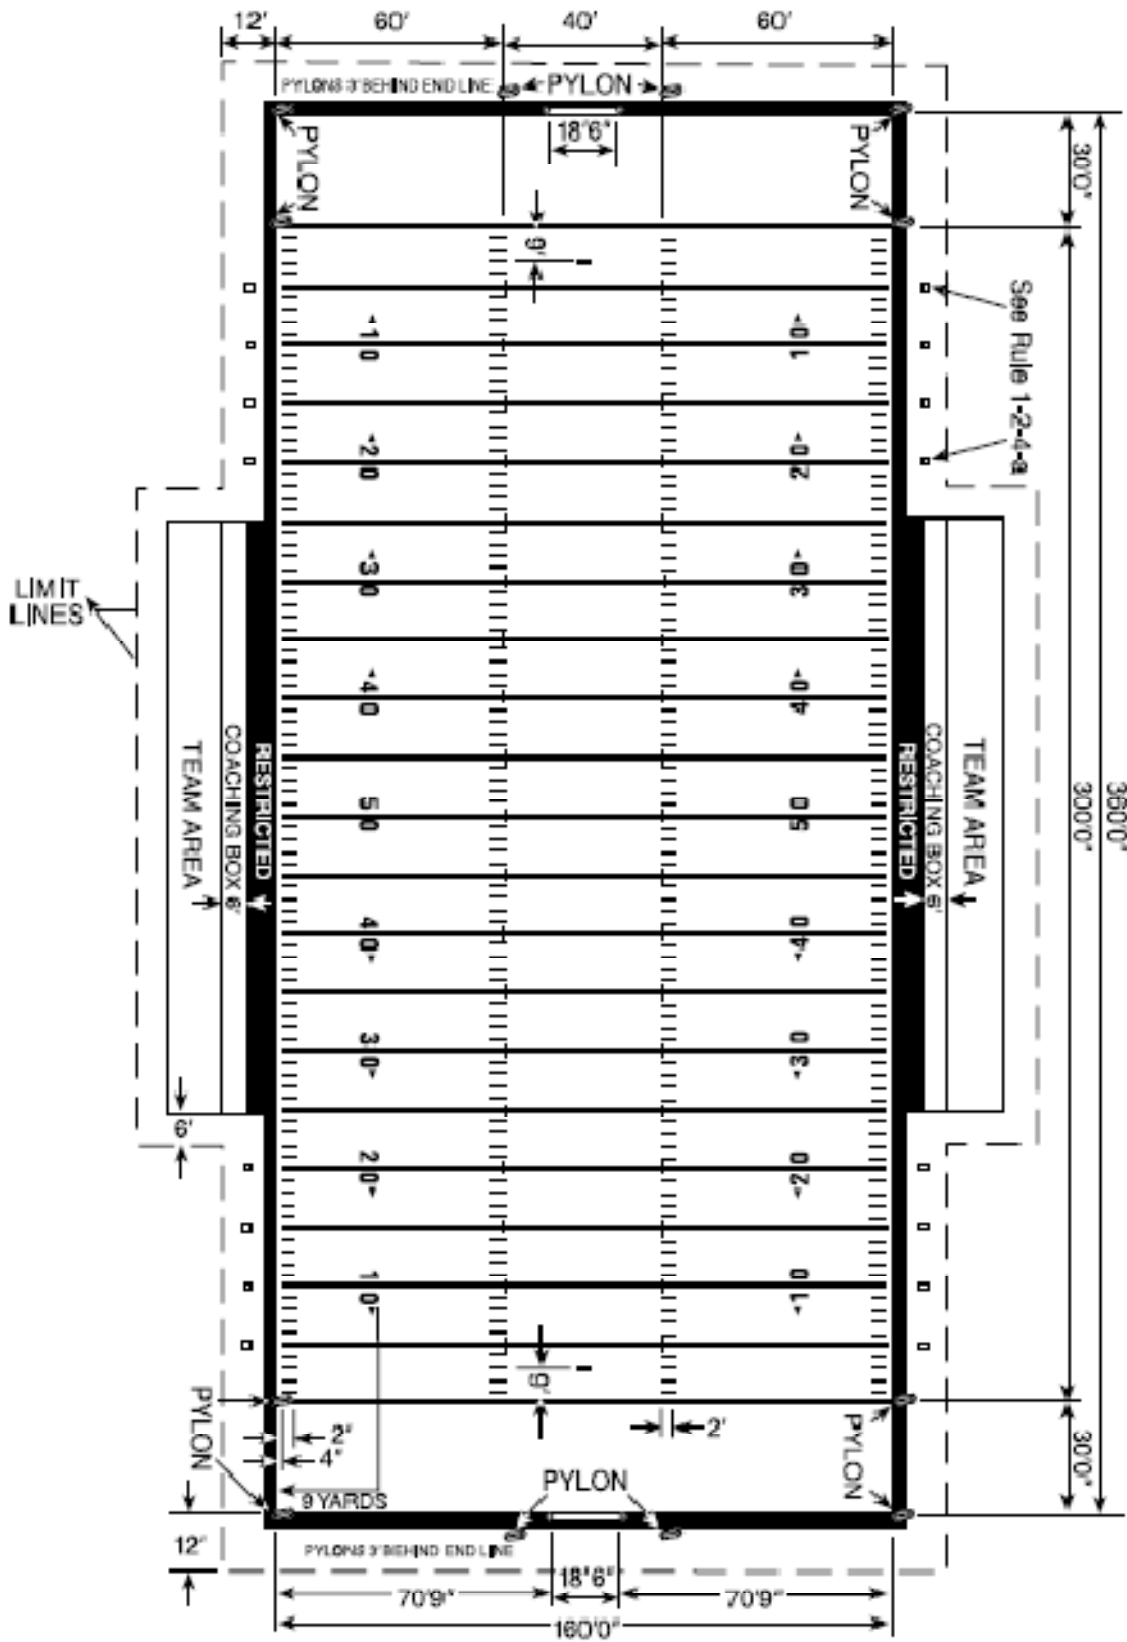 12' 60' 40' 60'
PYLONS 3' BEHIND END LINE PYLON
18'6"
PYLON
PYLON
30'0"
9'
See Rule 1-2-4-a
10 10
20 20
30 30
40 40
50 50
40 40
30 30
20 20
10 10
LIMIT
LINES
TEAM AREA
COACHING BOX 6'
RESTRICTED
RESTRICTED
COACHING BOX 6'
TEAM AREA
300'0"
360'0"
6'
9'
PYLON
2"
4"
2'
9 YARDS
PYLON
PYLON
30'0"
12"
PYLONS 3' BEHIND END LINE
18'6"
70'9" 70'9"
160'0"